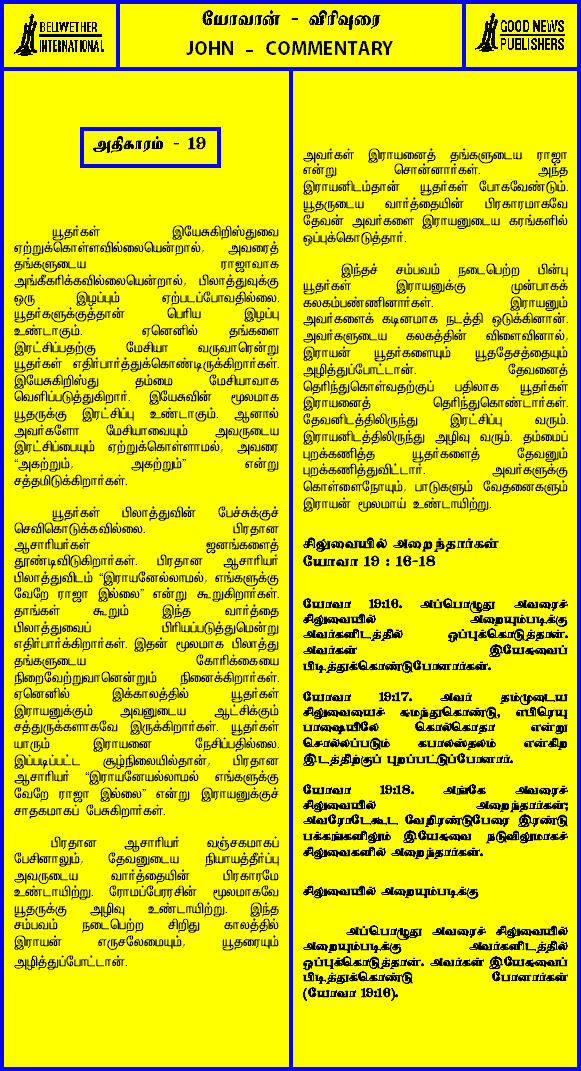 BELLWETHER
INTERNATIONAL
யோவான் - விரிவுரை
JOHN - COMMENTARY
GOOD NEWS
PUBLISHERS
அதிகாரம் - 19
யூதர்கள் இயேசுகிறிஸ்துவை
ஏற்றுக்கொள்ளவில்லையென்றால், அவரைத்
தங்களுடைய ராஜாவாக
அங்கீகரிக்கவில்லையென்றால், பிலாத்துவுக்கு
ஒரு இழப்பும் ஏற்படப்போவதில்லை.
யூதர்களுக்குத்தான் பெரிய இழப்பு
உண்டாகும். ஏனெனில் தங்களை
இரட்சிப்பதற்கு மேசியா வருவாரென்று
யூதர்கள் எதிர்பார்த்துக்கொண்டிருக்கிறார்கள்.
இயேசுகிறிஸ்து தம்மை மேசியாவாக
வெளிப்படுத்துகிறார். இயேசுவின் மூலமாக
யூதருக்கு இரட்சிப்பு உண்டாகும். ஆனால்
அவர்களோ மேசியாவையும் அவருடைய
இரட்சிப்பையும் ஏற்றுக்கொள்ளாமல், அவரை
“அகற்றும், அகற்றும்” என்று
சத்தமிடுகிறார்கள்.
யூதர்கள் பிலாத்துவின் பேச்சுக்குச்
செவிகொடுக்கவில்லை. பிரதான
ஆசாரியர்கள் ஜனங்களைத்
தூண்டிவிடுகிறார்கள். பிரதான ஆசாரியர்
பிலாத்துவிடம் “இராயனேல்லாமல், எங்களுக்கு
வேறே ராஜா இல்லை” என்று கூறுகிறார்கள்.
தாங்கள் கூறும் இந்த வார்த்தை
பிலாத்துவைப் பிரியப்படுத்துமென்று
எதிர்பார்க்கிறார்கள். இதன் மூலமாக பிலாத்து
தங்களுடைய கோரிக்கையை
நிறைவேற்றுவானென்றும் நினைக்கிறார்கள்.
ஏனெனில் இக்காலத்தில் யூதர்கள்
இராயனுக்கும் அவனுடைய ஆட்சிக்கும்
சத்துருக்களாகவே இருக்கிறார்கள். யூதர்கள்
யாரும் இராயனை நேசிப்பதில்லை.
இப்படிப்பட்ட சூழ்நிலையில்தான், பிரதான
ஆசாரியர் “இராயனேயல்லாமல் எங்களுக்கு
வேறே ராஜா இல்லை” என்று இராயனுக்குச்
சாதகமாகப் பேசுகிறார்கள்.
பிரதான ஆசாரியர் வஞ்சகமாகப்
பேசினாலும், தேவனுடைய நியாயத்தீர்ப்பு
அவருடைய வார்த்தையின் பிரகாரமே
உண்டாயிற்று. ரோமப்பேரரசின் மூலமாகவே
யூதருக்கு அழிவு உண்டாயிற்று. இந்த
சம்பவம் நடைபெற்ற சிறிது காலத்தில்
இராயன் எருசலேமையும், யூதரையும்
அழித்துப்போட்டான்.
அவர்கள் இராயனைத் தங்களுடைய ராஜா
என்று சொன்னார்கள். அந்த
இராயனிடம்தான் யூதர்கள் போகவேண்டும்.
யூதருடைய வார்த்தையின் பிரகாரமாகவே
தேவன் அவர்களை இராயனுடைய கரங்களில்
ஒப்புக்கொடுத்தார்.
இந்தச் சம்பவம் நடைபெற்ற பின்பு
யூதர்கள் இராயனுக்கு முன்பாகக்
கலகம்பண்ணினார்கள். இராயனும்
அவர்களைக் கடினமாக நடத்தி ஒடுக்கினான்.
அவர்களுடைய கலகத்தின் விளைவினால்,
இராயன் யூதர்களையும் யூததேசத்தையும்
அழித்துப்போட்டான். தேவனைத்
தெரிந்துகொள்வதற்குப் பதிலாக யூதர்கள்
இராயனைத் தெரிந்துகொண்டார்கள்.
தேவனிடத்திலிருந்து இரட்சிப்பு வரும்.
இராயனிடத்திலிருந்து அழிவு வரும். தம்மைப்
புறக்கணித்த யூதர்களைத் தேவனும்
புறக்கணித்துவிட்டார். அவர்களுக்கு
கொள்ளைநோயும், பாடுகளும் வேதனைகளும்
இராயன் மூலமாய் உண்டாயிற்று.
சிலுவையில் அறைந்தார்கள்
யோவா 19 : 16-18
யோவா 19:16. அப்பொழுது அவரைச்
சிலுவையில் அறையும்படிக்கு
அவர்களிடத்தில் ஒப்புக்கொடுத்தான்.
அவர்கள் இயேசுவைப்
பிடித்துக்கொண்டுபோனார்கள்.
யோவா 19:17. அவர் தம்முடைய
சிலுவையைச் சுமந்துகொண்டு, எபிரெயு
பாஷையிலே கொல்கொதா என்று
சொல்லப்படும் கபாலஸ்தலம் என்கிற
இடத்திற்குப் புறப்பட்டுப்போனார்.
யோவா 19:18. அங்கே அவரைச்
சிலுவையில் அறைந்தார்கள்;
அவரோடேகூட வேறிரண்டுபேரை இரண்டு
பக்கங்களிலும் இயேசுவை நடுவிலுமாகச்
சிலுவைகளில் அறைந்தார்கள்.
சிலுவையில் அறையும்படிக்கு
அப்பொழுது அவரைச் சிலுவையில்
அறையும்படிக்கு அவர்களிடத்தில்
ஒப்புக்கொடுத்தான். அவர்கள் இயேசுவைப்
பிடித்துக்கொண்டு போனார்கள்
(யோவா 19:16).